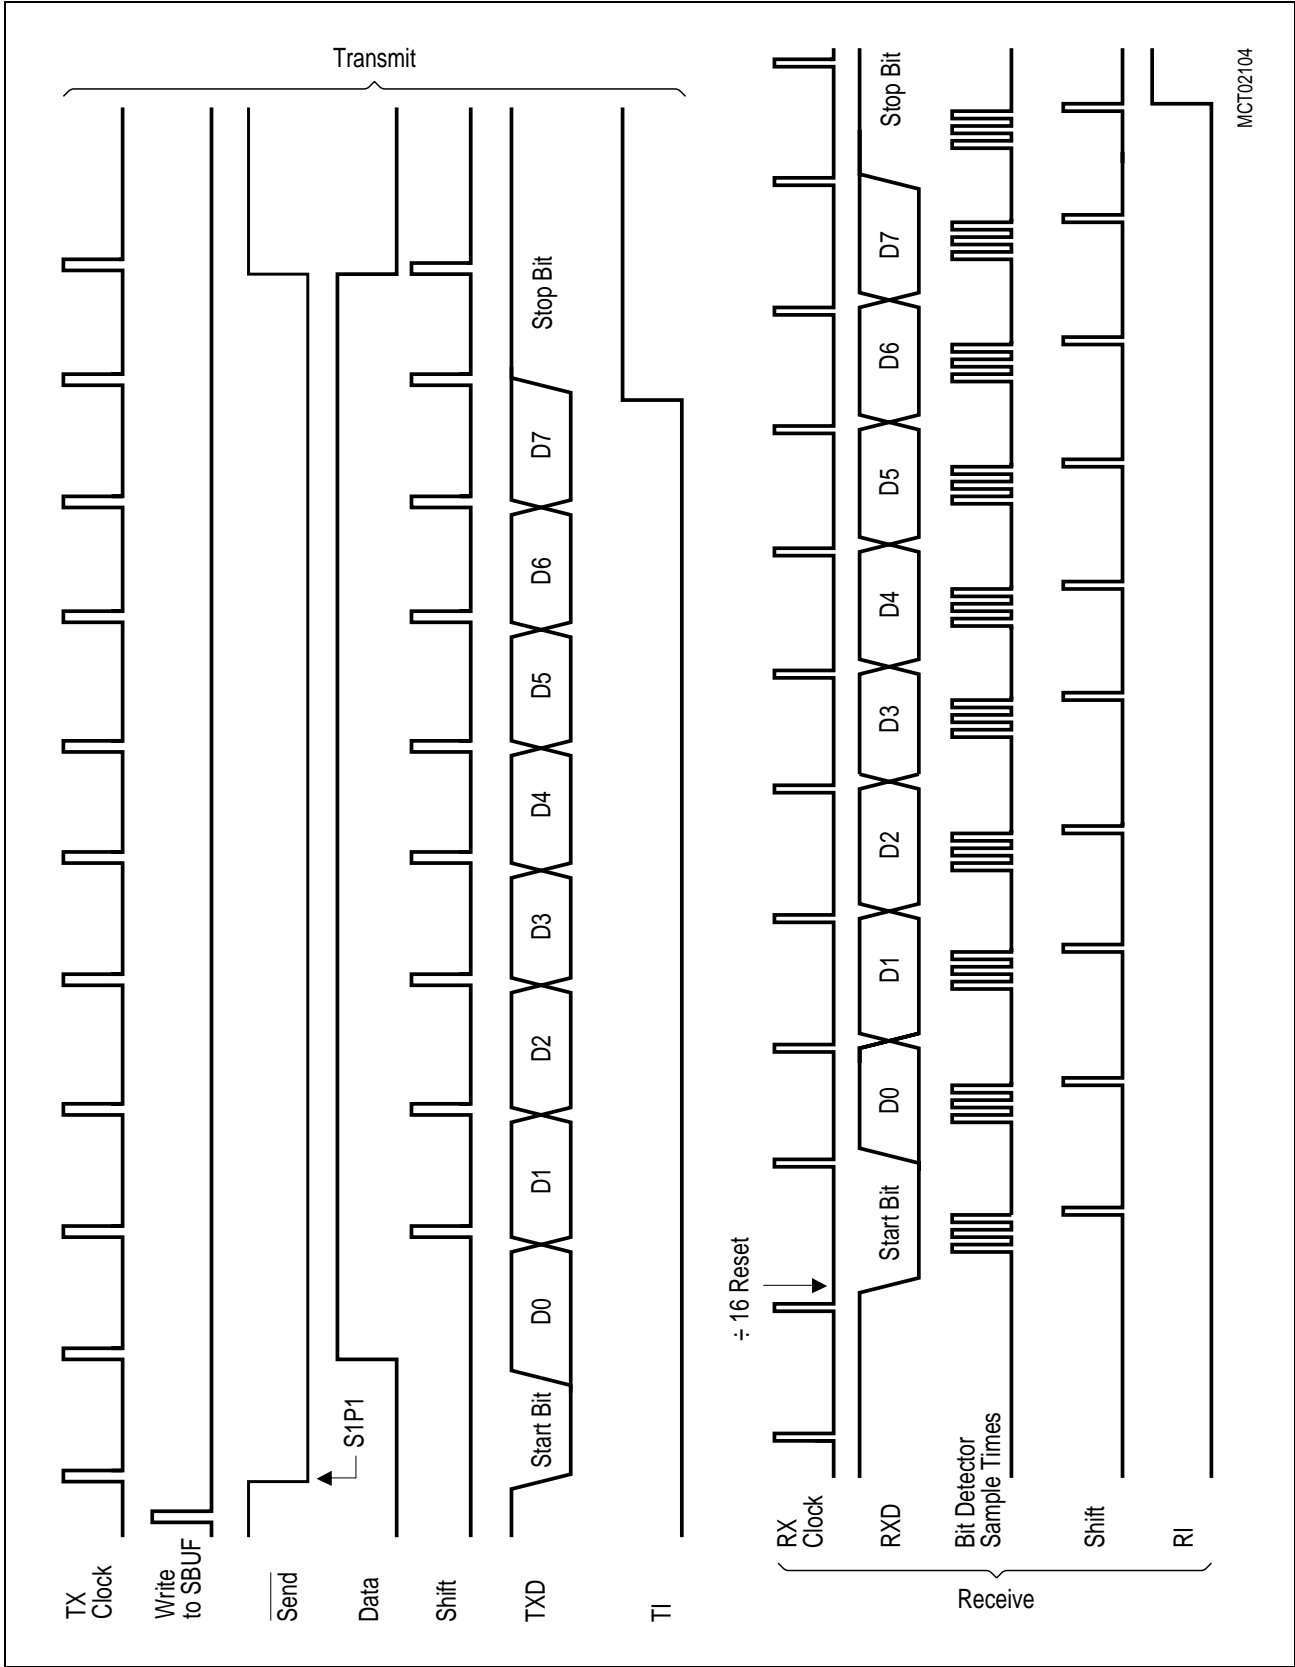 Transmit
TX
Clock
Write
to SBUF
Send
S1P1
Data
Shift
TXD
Start Bit
D0
D1
D2
D3
D4
D5
D6
D7
Stop Bit
TI
÷ 16 Reset
RX
Clock
RXD
Start Bit
D0
D1
D2
D3
D4
D5
D6
D7
Stop Bit
Bit Detector
Sample Times
Shift
RI
Receive
MCT02104